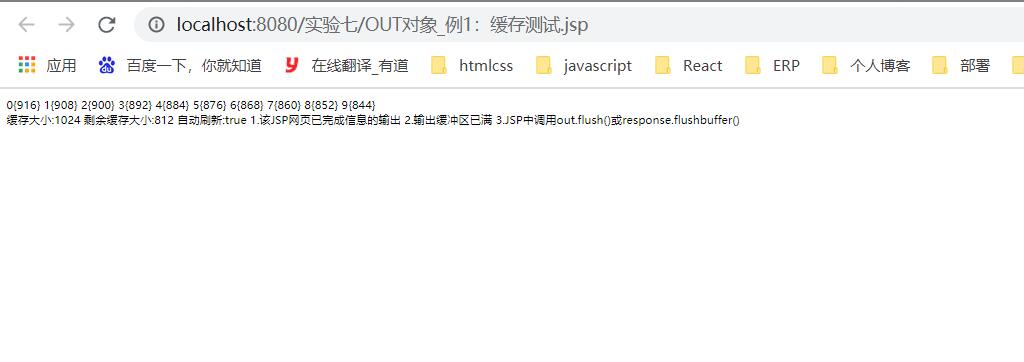 localhost:8080/实验七/OUT对象_例1：缓存测试.jsp
应用 百度一下，你就知道 在线翻译_有道 htmlcss javascript React ERP 个人博客 部署
0{916} 1{908} 2{900} 3{892} 4{884} 5{876} 6{868} 7{860} 8{852} 9{844}
缓存大小:1024 剩余缓存大小:812 自动刷新:true 1.该JSP网页已完成信息的输出 2.输出缓冲区已满 3.JSP中调用out.flush()或response.flushbuffer()